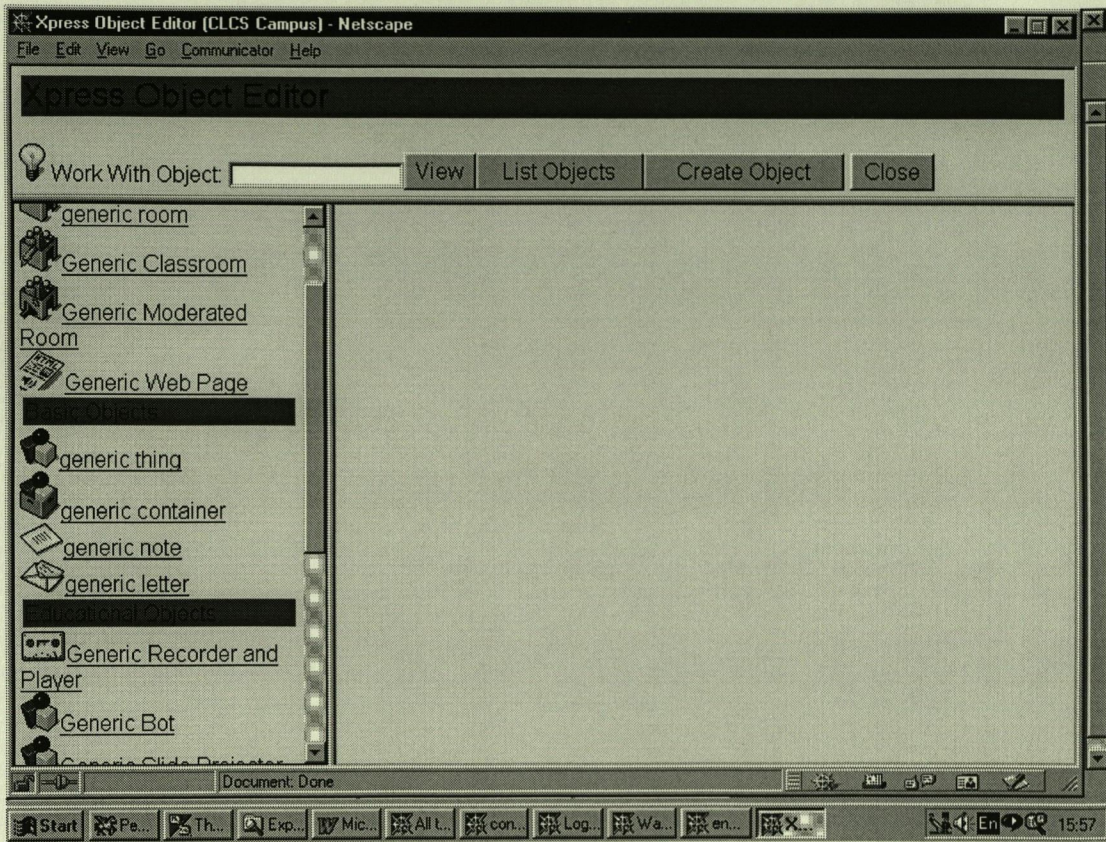 Xpress Object Editor (CLCS Campus) - Netscape
File Edit View Go Communicator Help
Xpress Object Editor
Work With Object: View List Objects Create Object Close
generic room
Generic Classroom
Generic Moderated
Room
Generic Web Page
Basic Objects
generic thing
generic container
generic note
generic letter
Educational Objects
Generic Recorder and
Player
Generic Bot
Generic Slide Projector
Document: Done
Start Pe... Th... Exp... Mic... All t... con... Log... Wa... en... X... En 15:57